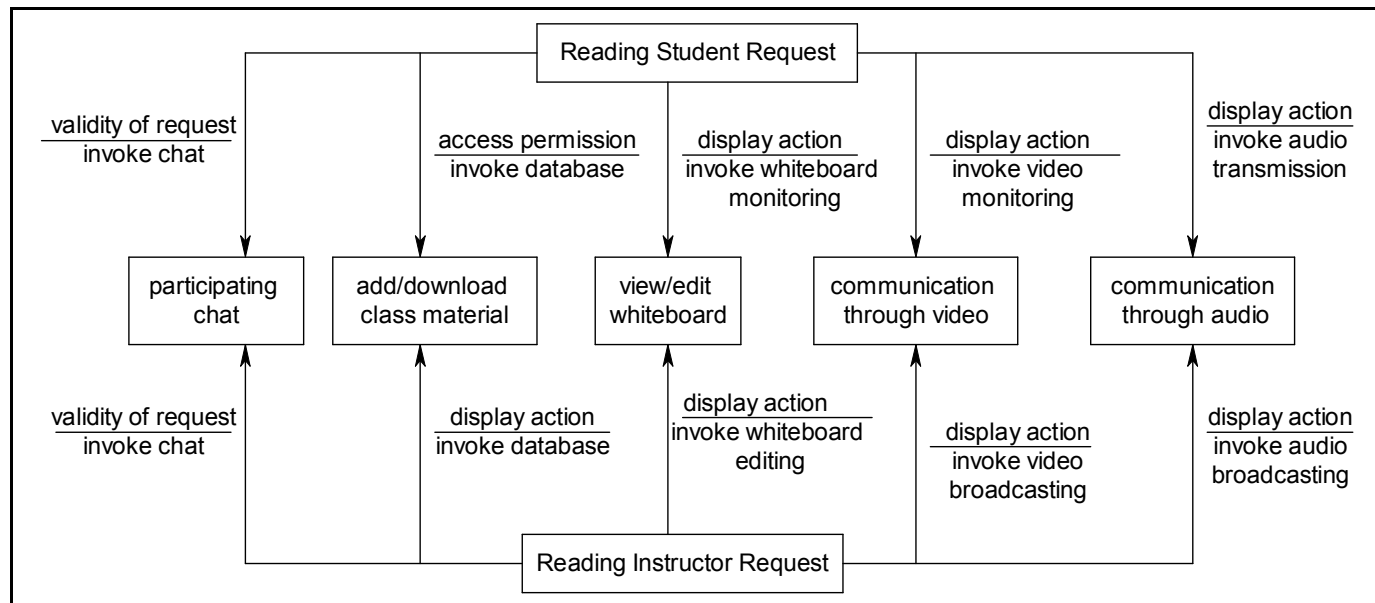 Reading Student Request
validity of request
invoke chat
access permission
invoke database
display action
invoke whiteboard
monitoring
display action
invoke video
monitoring
display action
invoke audio
transmission
participating
chat
add/download
class material
view/edit
whiteboard
communication
through video
communication
through audio
validity of request
invoke chat
display action
invoke database
display action
invoke whiteboard
editing
display action
invoke video
broadcasting
display action
invoke audio
broadcasting
Reading Instructor Request